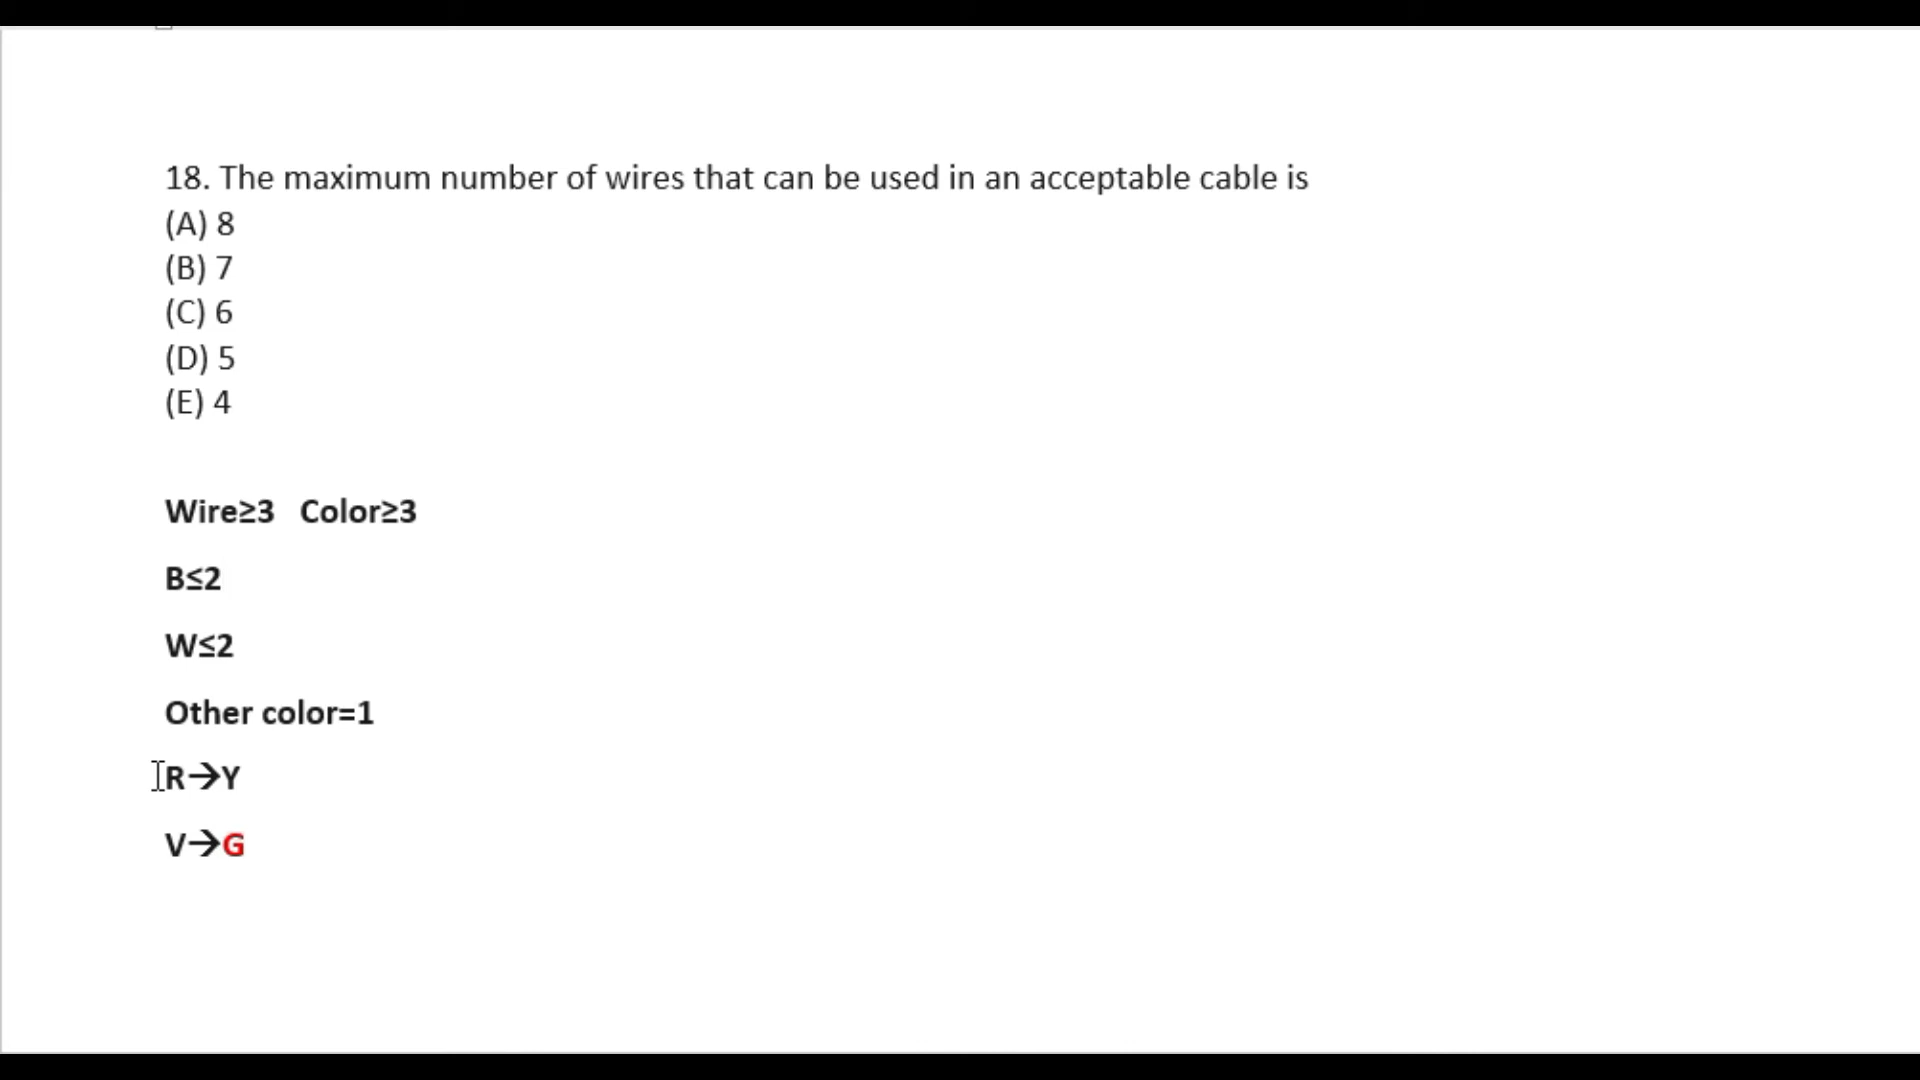 18. The maximum number of wires that can be used in an acceptable cable is
(A) 8
(B) 7
(C) 6
(D) 5
(E) 4
Wire≥3 Color≥3
B≤2
W≤2
Other color=1
R→Y
V→G